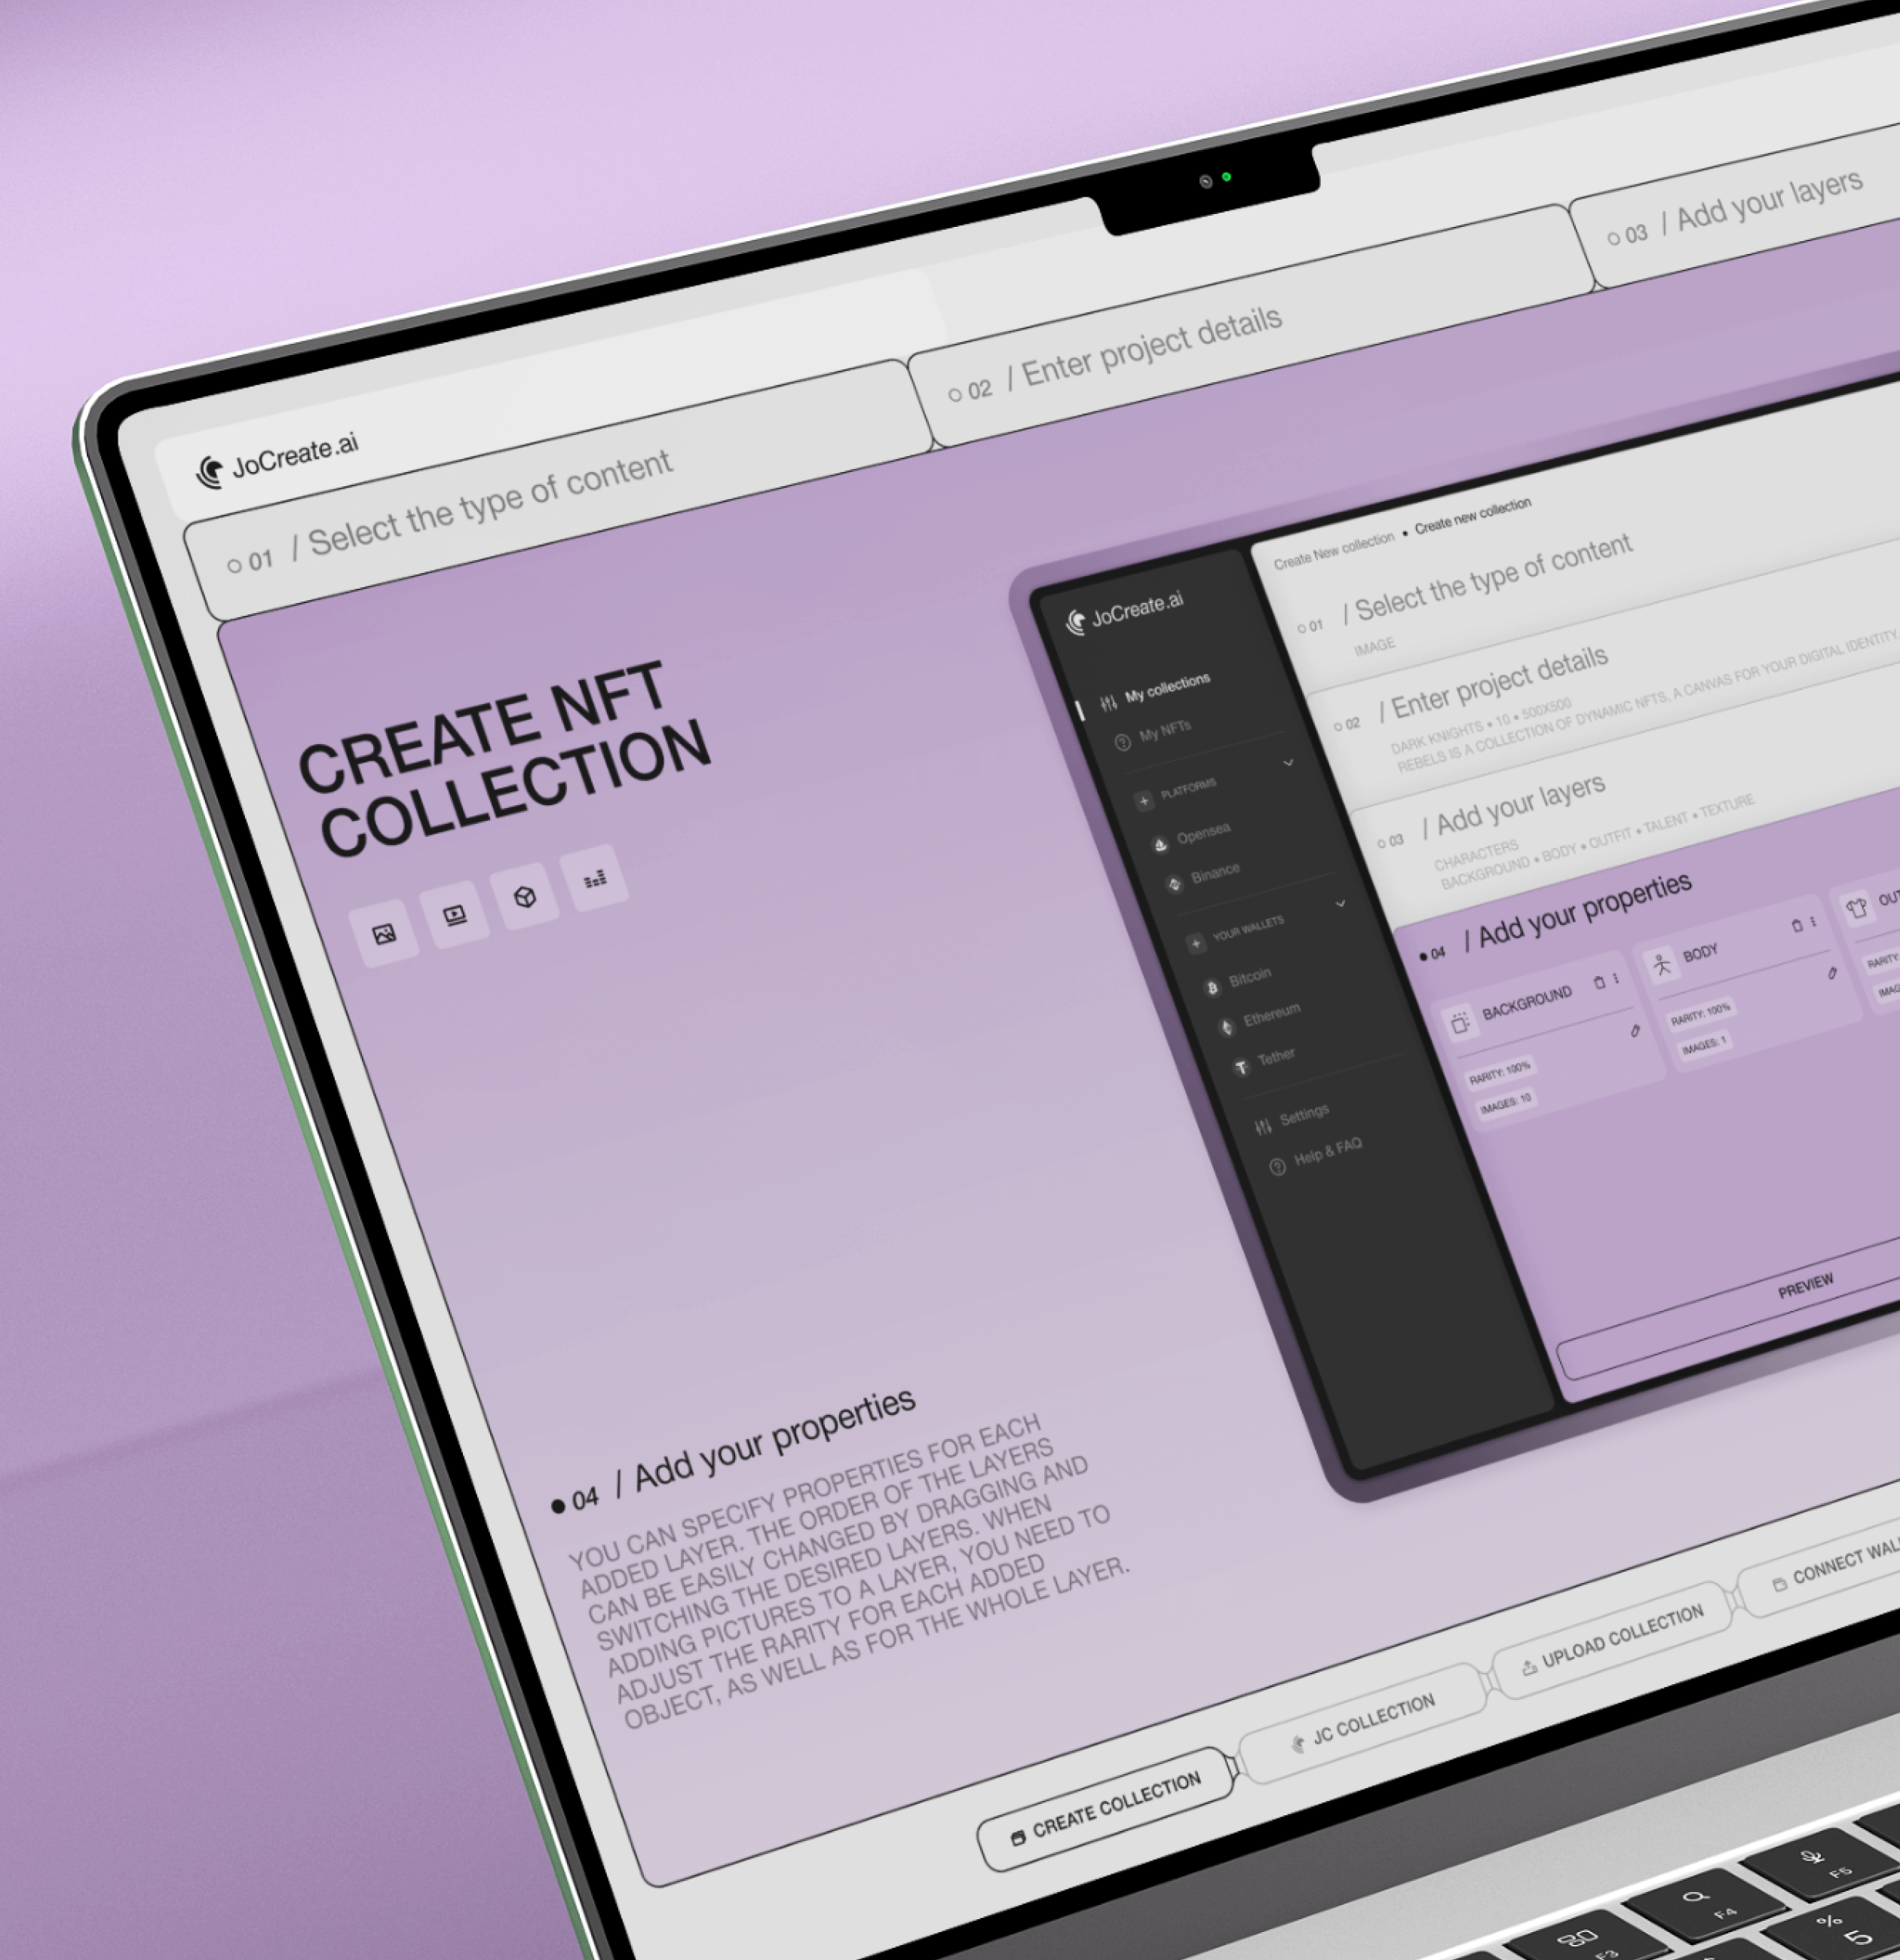 JoCreate.ai
01 / Select the type of content
02 / Enter project details
03 / Add your layers
CREATE NFT
COLLECTION
04 / Add your properties
YOU CAN SPECIFY PROPERTIES FOR EACH
ADDED LAYER. THE ORDER OF THE LAYERS
CAN BE EASILY CHANGED BY DRAGGING AND
SWITCHING THE DESIRED LAYERS. WHEN
ADDING PICTURES TO A LAYER, YOU NEED TO
ADJUST THE RARITY FOR EACH ADDED
OBJECT, AS WELL AS FOR THE WHOLE LAYER.
JoCreate.ai
My collections
My NFTs
PLATFORMS
Opensea
Binance
YOUR WALLETS
Bitcoin
Ethereum
Tether
Settings
Help & FAQ
Create New collection • Create new collection
01 / Select the type of content
IMAGE
02 / Enter project details
DARK KNIGHTS • 10 • 500X500
REBELS IS A COLLECTION OF DYNAMIC NFTS, A CANVAS FOR YOUR DIGITAL IDENTITY,
03 / Add your layers
CHARACTERS
BACKGROUND • BODY • OUTFIT • TALENT • TEXTURE
04 / Add your properties
BACKGROUND
RARITY: 100%
IMAGES: 10
BODY
RARITY: 100%
IMAGES: 1
OUT
RARITY:
IMAG
PREVIEW
CREATE COLLECTION
JC COLLECTION
UPLOAD COLLECTION
CONNECT WAL
F3
F4
F5
%
5